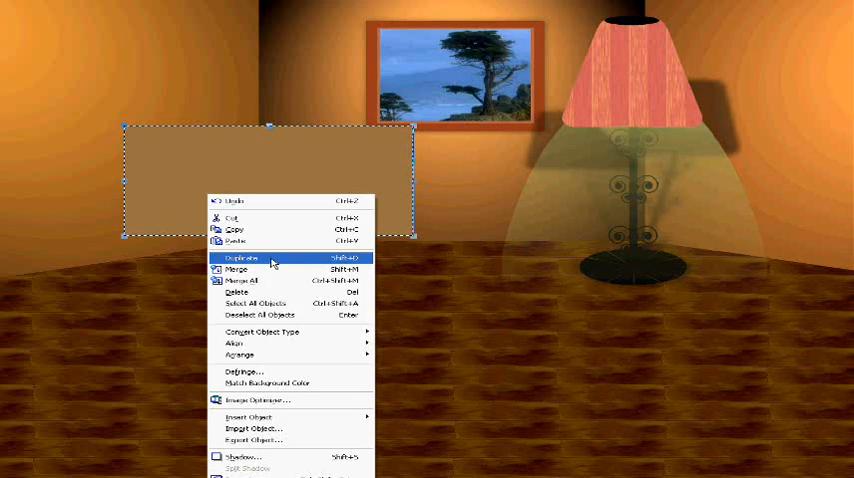 Undo Ctrl+Z
Cut Ctrl+X
Copy Ctrl+C
Paste Ctrl+V
Duplicate Shift+D
Merge Shift+M
Merge All Ctrl+Shift+M
Delete Del
Select All Objects Ctrl+Shift+A
Deselect All Objects Enter
Convert Object Type
Align
Arrange
Defringe...
Match Background Color
Image Optimizer...
Insert Object
Import Object...
Export Object...
Shadow... Shift+S
Split Shadow